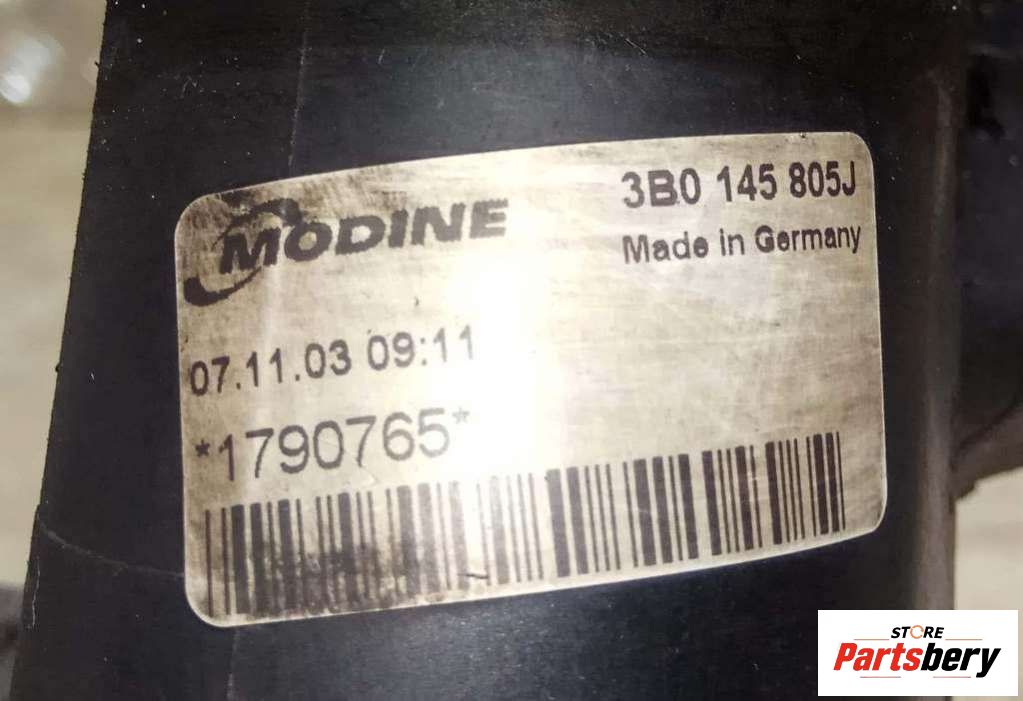 MODINE
3B0 145 805J
Made in Germany
07.11.03 09:11
*1790765*
STORE
Partsbery